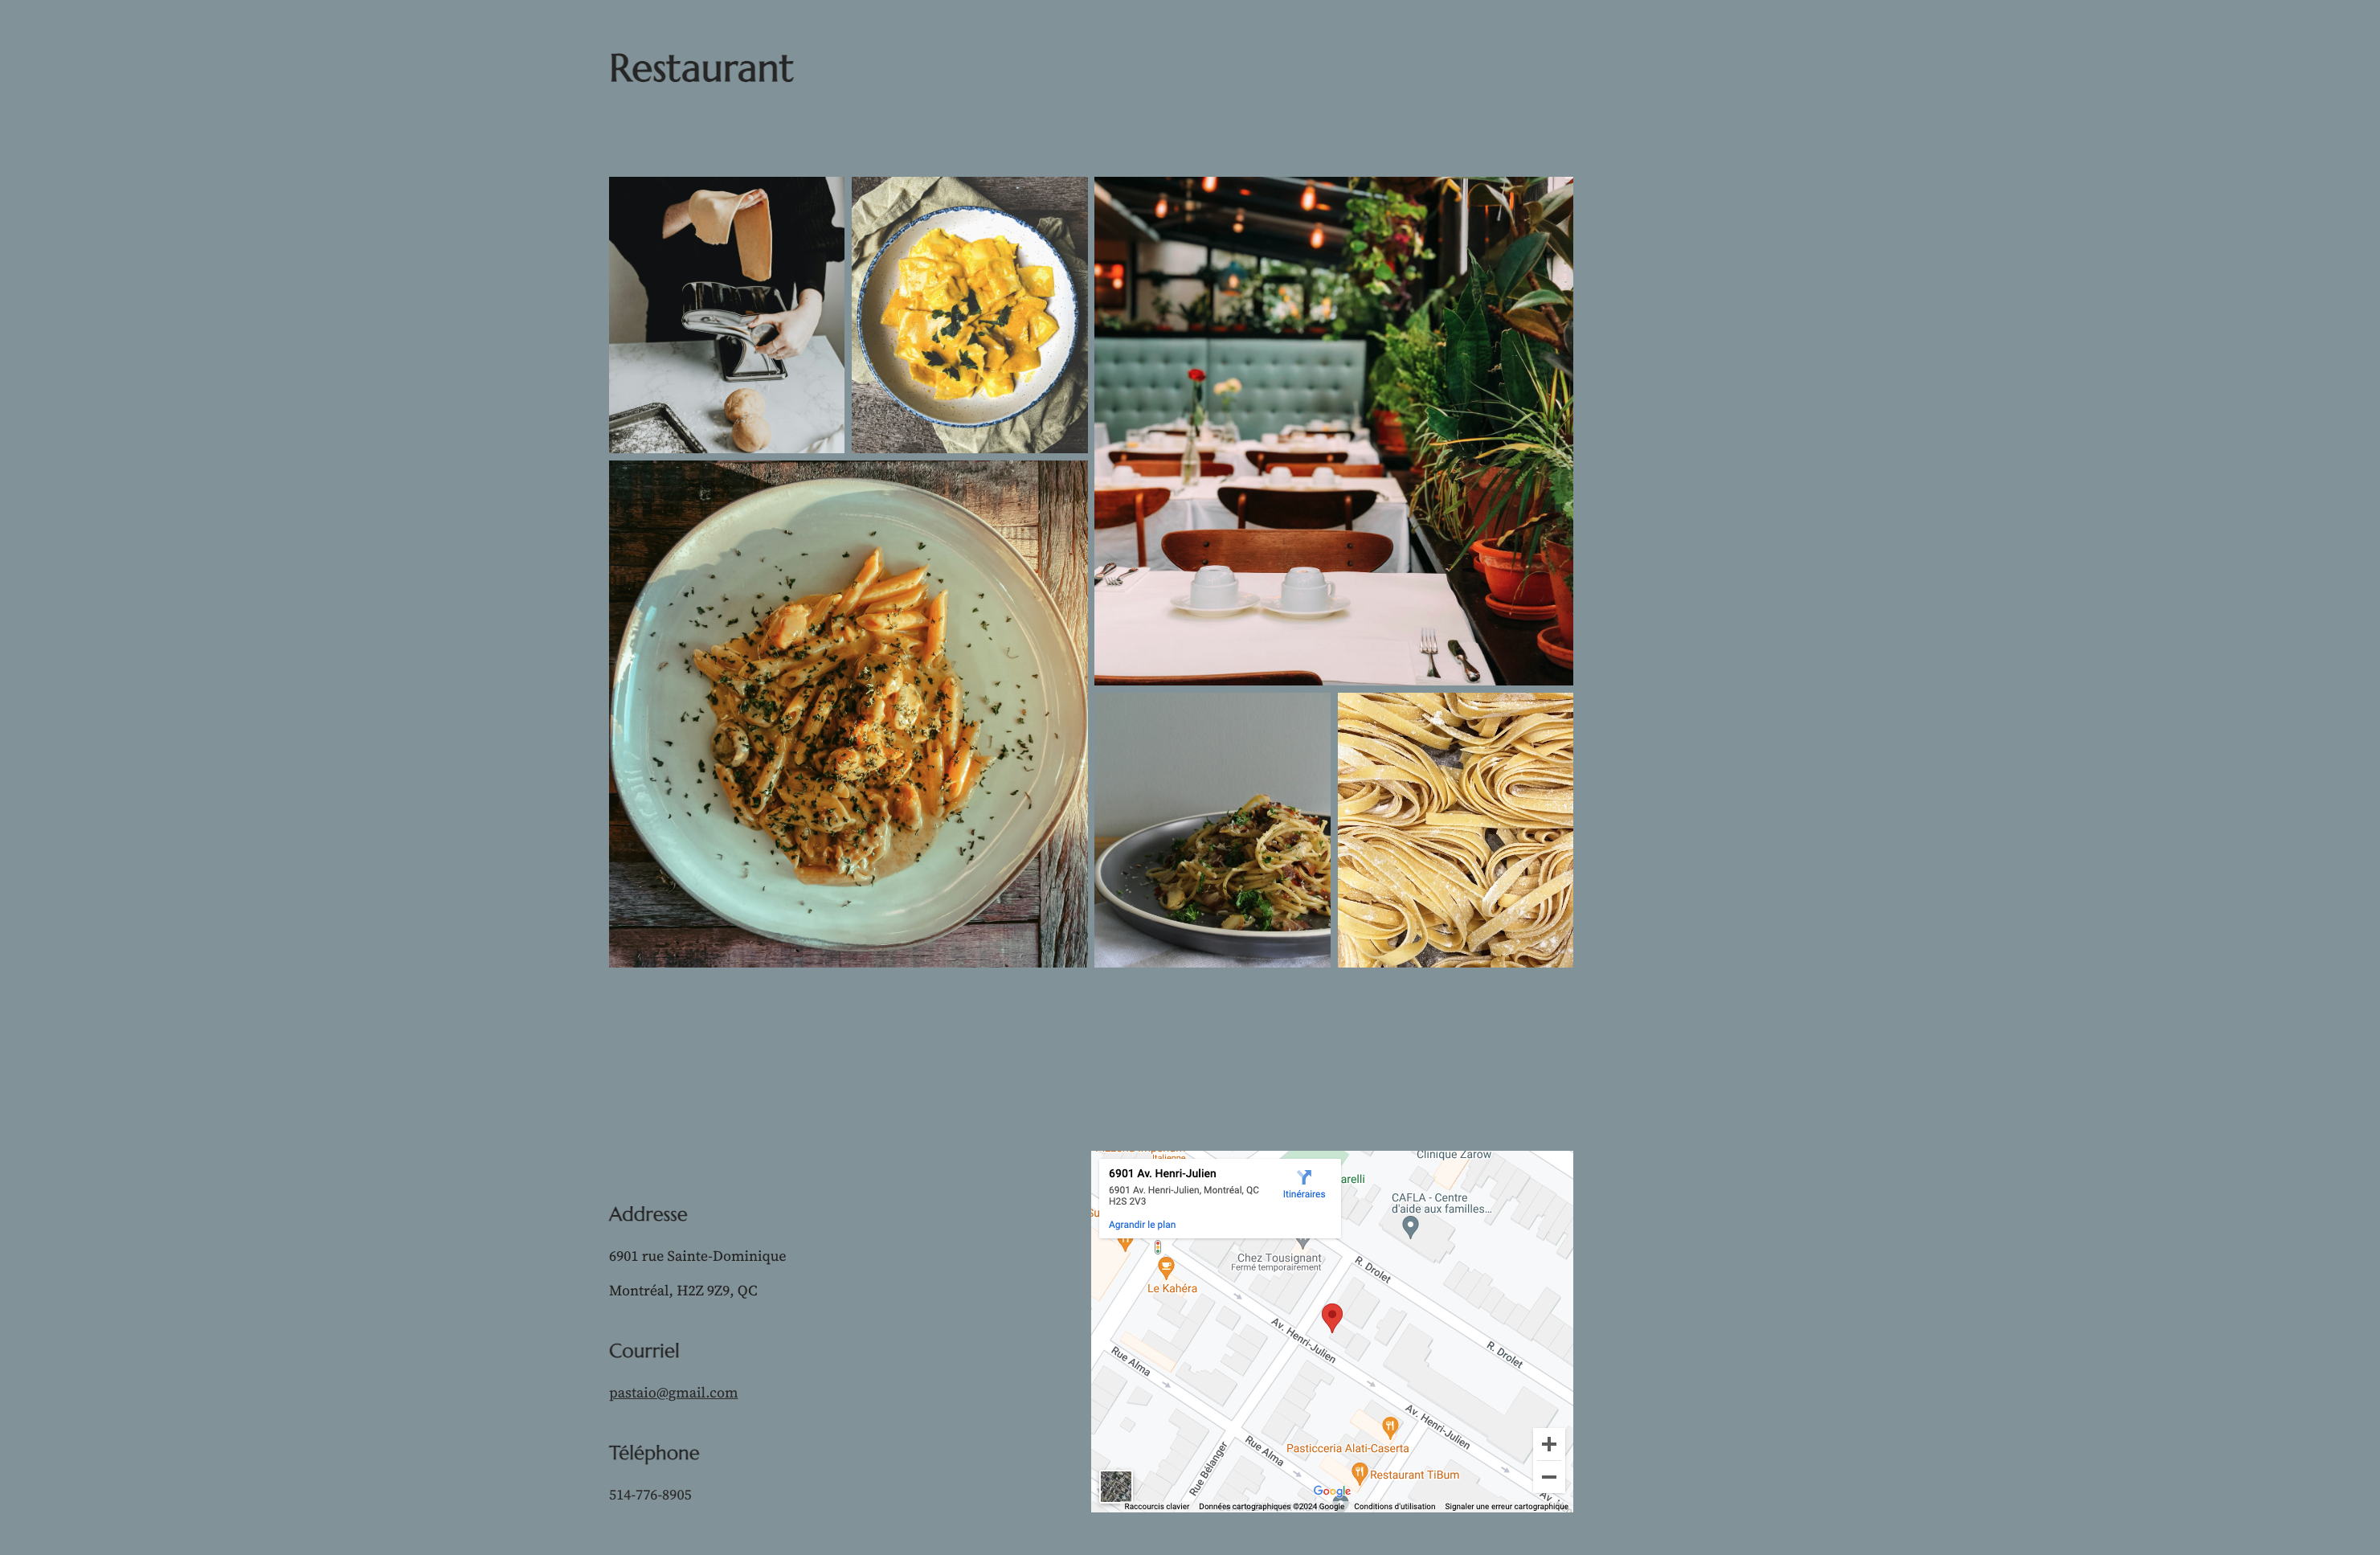 Restaurant
Addresse
6901 rue Sainte-Dominique
Montréal, H2Z 9Z9, QC
Courriel
pastaio@gmail.com
Téléphone
514-776-8905
Italienne
Clinique Zarow
6901 Av. Henri-Julien
6901 Av. Henri-Julien, Montréal, QC
H2S 2V3
Itinéraires
Agrandir le plan
arelli
CAFLA - Centre
d'aide aux familles...
Su
Chez Tousignant
Fermé temporairement
Le Kahéra
R. Drolet
Av. Henri-Julien
R. Drolet
Rue Alma
Av. Henri-Julien
Rue Alma
Rue Bélanger
Pasticceria Alati-Caserta
Restaurant TiBum
Google
Raccourcis clavier
Données cartographiques ©2024 Google
Conditions d'utilisation
Signaler une erreur cartographique